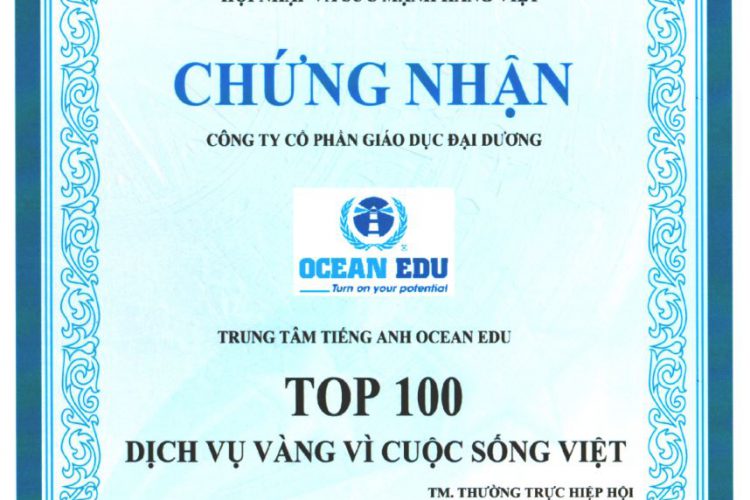 CHỨNG NHẬN
CÔNG TY CỔ PHẦN GIÁO DỤC ĐẠI DƯƠNG
OCEAN EDU
Turn on your potential
TRUNG TÂM TIẾNG ANH OCEAN EDU
TOP 100
DỊCH VỤ VÀNG VÌ CUỘC SỐNG VIỆT
TM. THƯỜNG TRỰC HIỆP HỘI